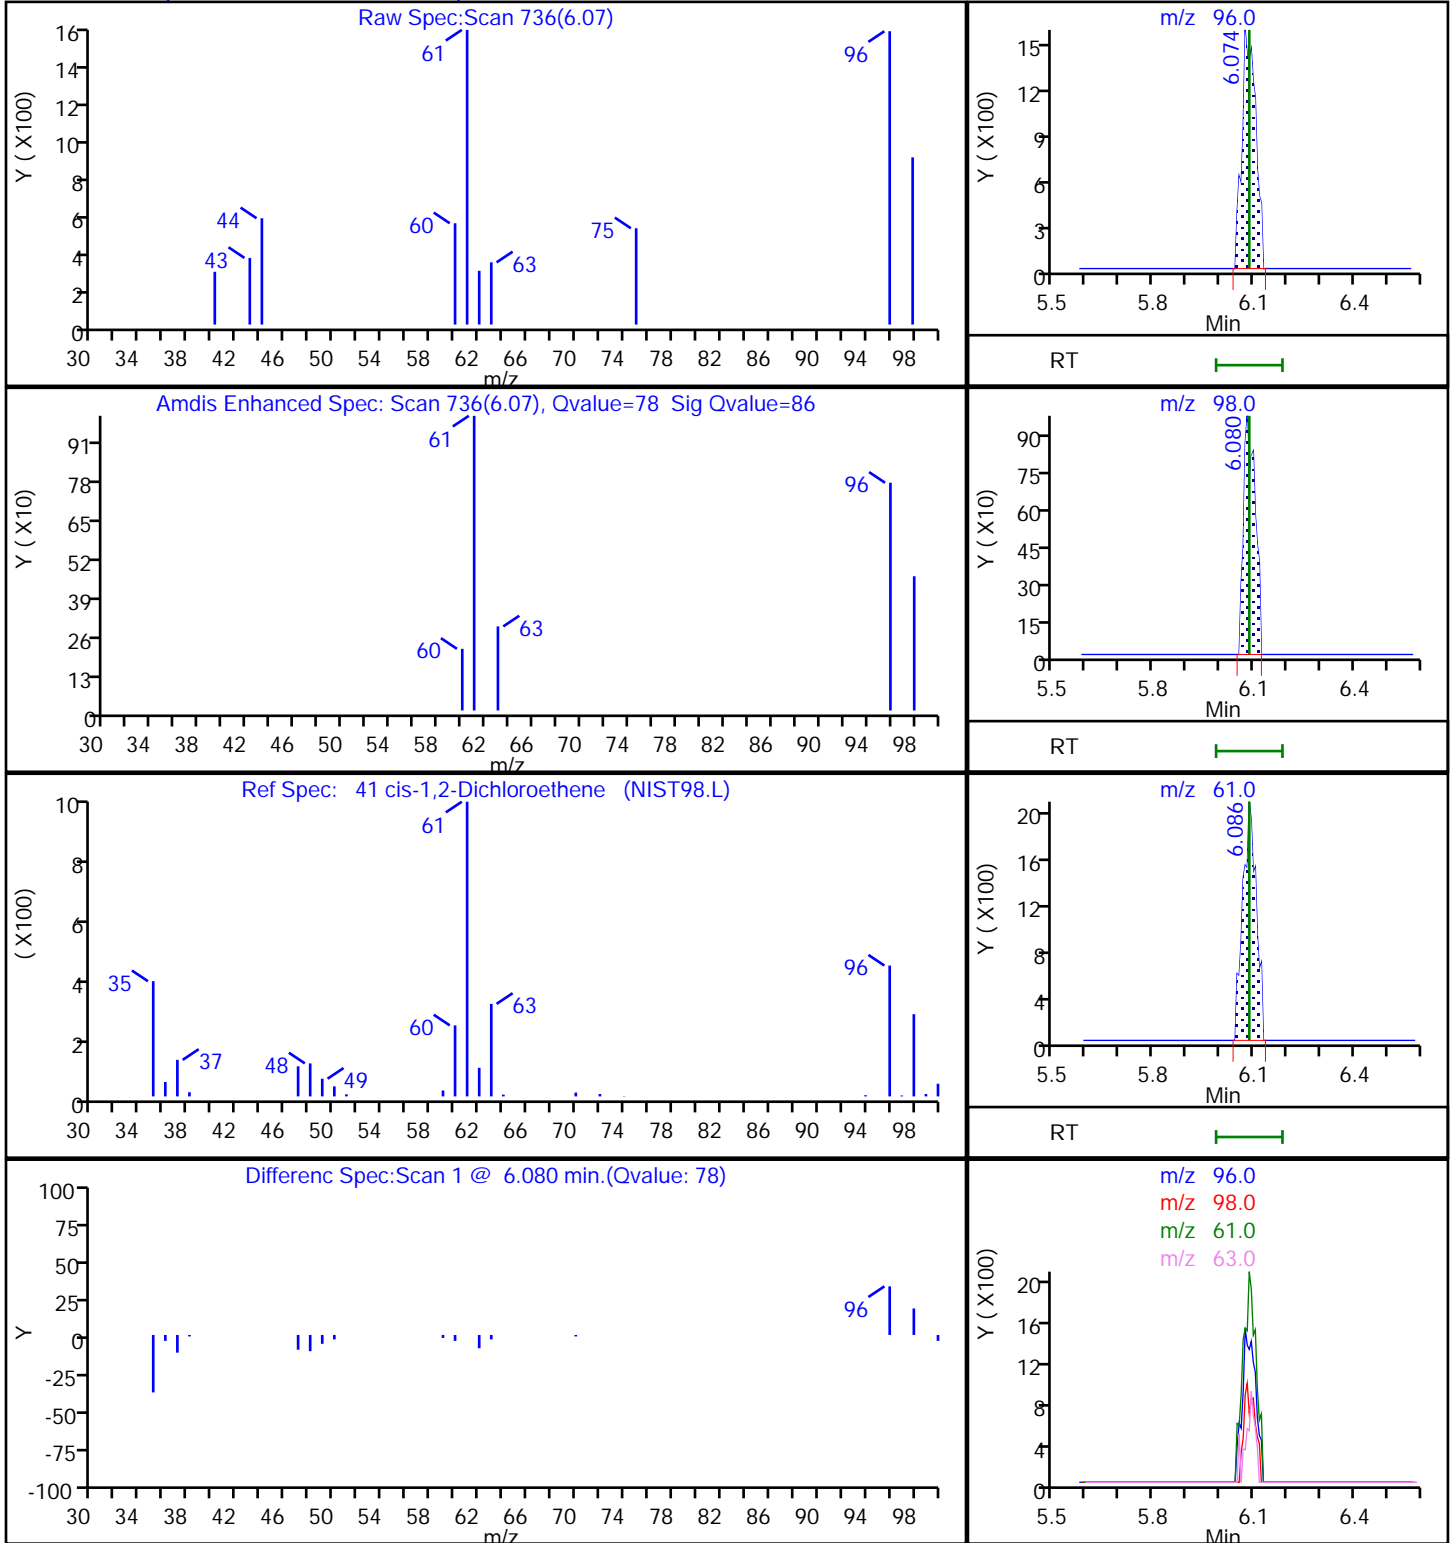 Raw Spec:Scan 736(6.07)
Y ( X100)
16
14
12
10
8
6
4
2
0
61
96
44
43
60
63
75
30 34 38 42 46 50 54 58 62 66 70 74 78 82 86 90 94 98
m/z
m/z 96.0
Y ( X100)
15
12
9
6
3
0
6.074
5.5 5.8 6.1 6.4
Min
RT
Amdis Enhanced Spec: Scan 736(6.07), Qvalue=78 Sig Qvalue=86
Y ( X10)
91
78
65
52
39
26
13
0
61
96
60
63
30 34 38 42 46 50 54 58 62 66 70 74 78 82 86 90 94 98
m/z
m/z 98.0
Y ( X10)
90
75
60
45
30
15
0
6.080
5.5 5.8 6.1 6.4
Min
RT
Ref Spec: 41 cis-1,2-Dichloroethene (NIST98.L)
( X100)
10
8
6
4
2
0
61
35
96
60
63
37
48
49
30 34 38 42 46 50 54 58 62 66 70 74 78 82 86 90 94 98
m/z 61.0
Y ( X100)
20
16
12
8
4
0
6.086
5.5 5.8 6.1 6.4
Min
RT
Differenc Spec:Scan 1 @ 6.080 min.(Qvalue: 78)
Y
100
75
50
25
0
-25
-50
-75
-100
96
30 34 38 42 46 50 54 58 62 66 70 74 78 82 86 90 94 98
m/z
m/z 96.0
m/z 98.0
m/z 61.0
m/z 63.0
Y ( X100)
20
16
12
8
4
0
5.5 5.8 6.1 6.4
Min